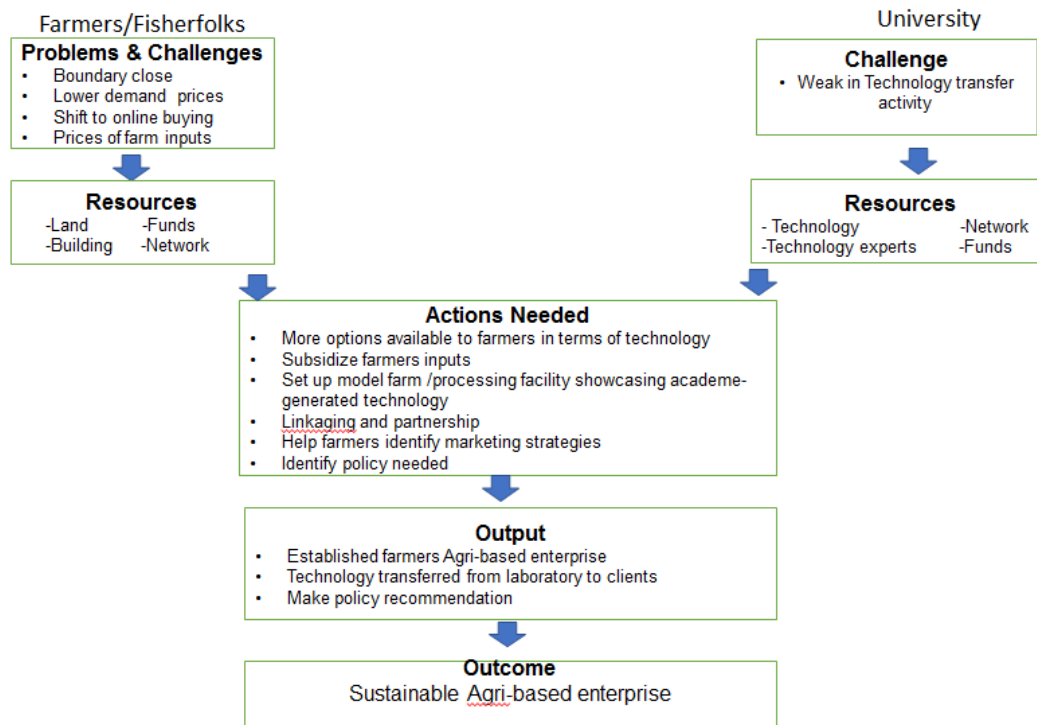 Farmers/Fisherfolks
Problems & Challenges
• Boundary close
• Lower demand prices
• Shift to online buying
• Prices of farm inputs
Resources
-Land -Funds
-Building -Network
University
Challenge
• Weak in Technology transfer
activity
Resources
- Technology -Network
-Technology experts -Funds
Actions Needed
• More options available to farmers in terms of technology
• Subsidize farmers inputs
• Set up model farm /processing facility showcasing academe-
generated technology
• Linkaging and partnership
• Help farmers identify marketing strategies
• Identify policy needed
Output
• Established farmers Agri-based enterprise
• Technology transferred from laboratory to clients
• Make policy recommendation
Outcome
Sustainable Agri-based enterprise